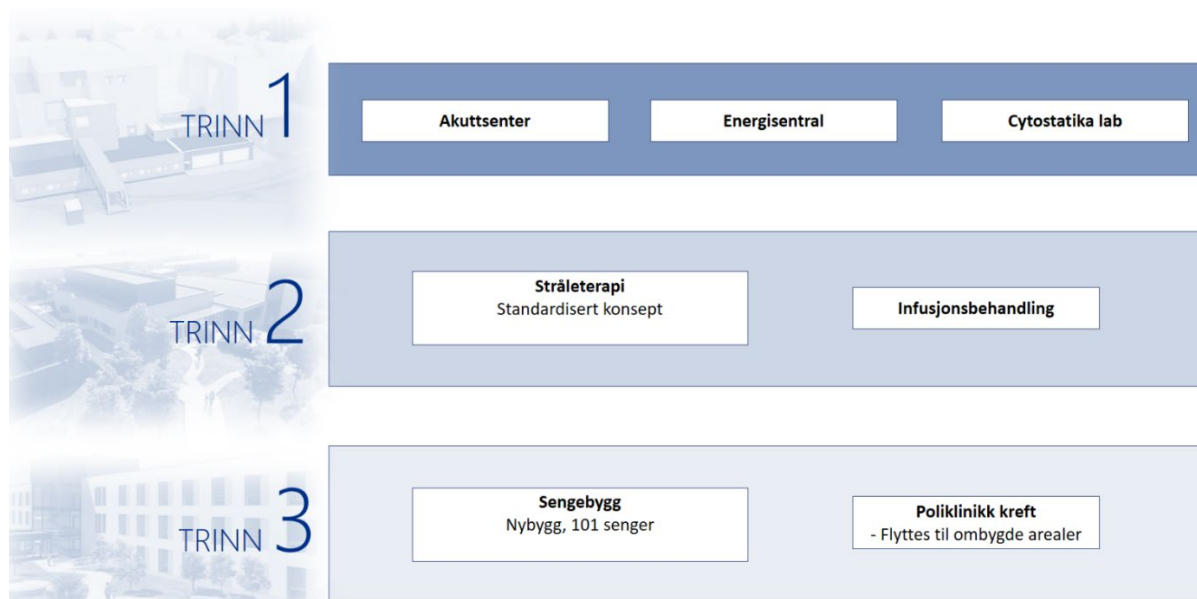 TRINN 1
Akuttsenter
Energisentral
Cytostatika lab
TRINN 2
Stråleterapi
Standardisert konsept
Infusjonsbehandling
TRINN 3
Sengebygg
Nybygg, 101 senger
Poliklinikk kreft
- Flyttes til ombygde arealer